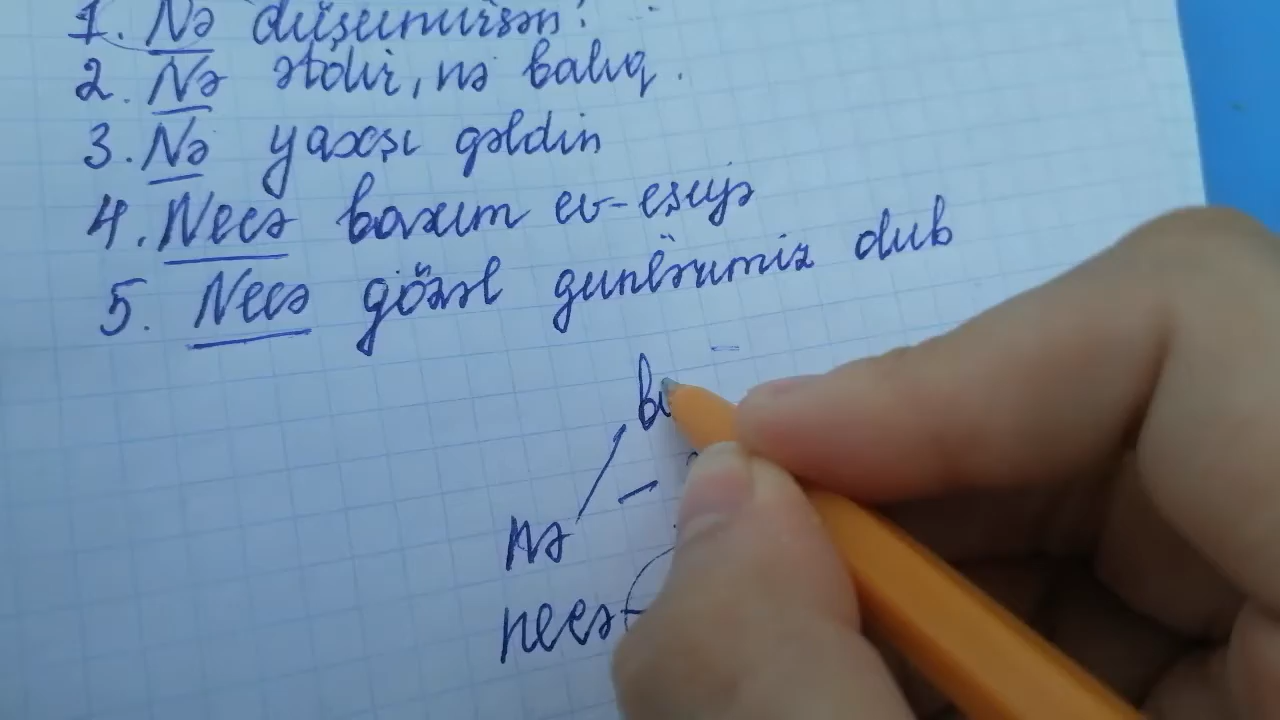 1. Nə düşünürsən?
2. Nə ətdir, nə balıq.
3. Nə yaxşı gəldin
4. Necə baxım ev-eşiyə
5. Necə gözəl günlərimiz olub
nə
necə